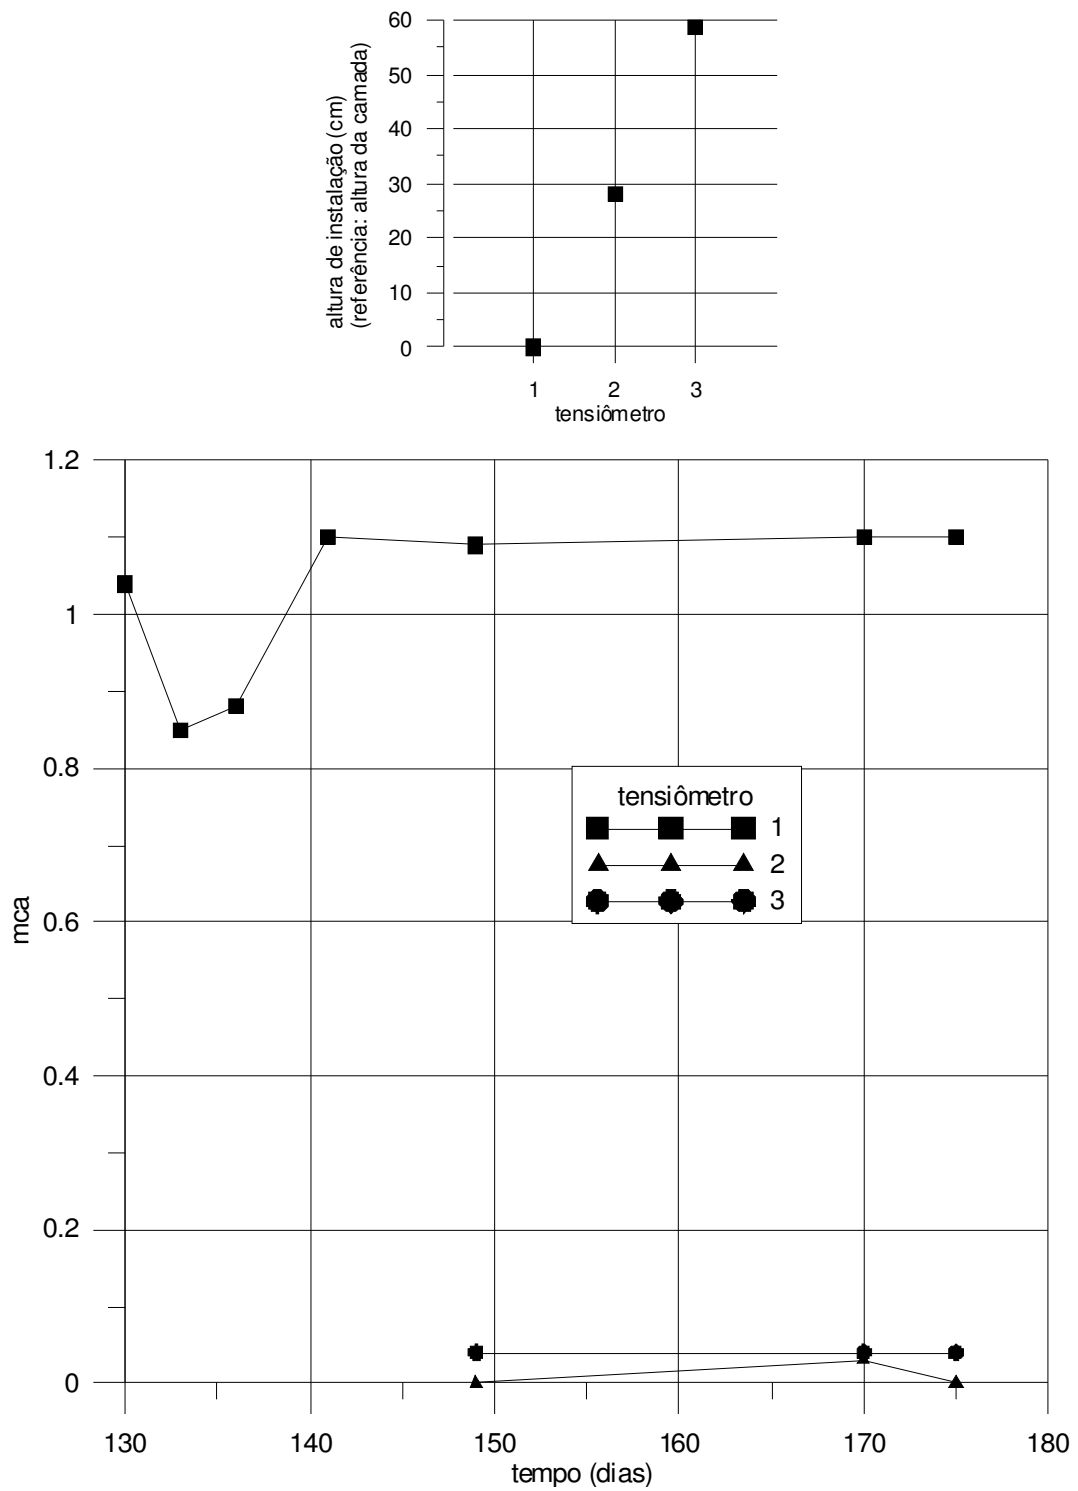 60
50
40
30
20
10
0
altura de instalação (cm)
(referência: altura da camada)
1 2 3
tensiômetro
1.2
1
0.8
0.6
0.4
0.2
0
mca
tensiômetro
1
2
3
130 140 150 160 170 180
tempo (dias)